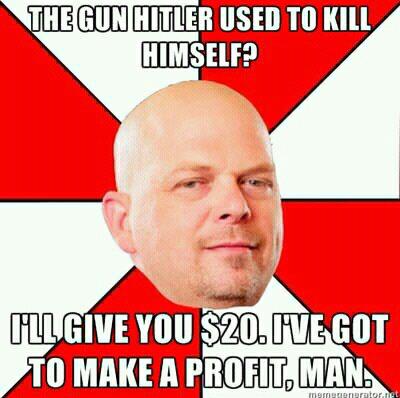 THE GUN HITLER USED TO KILL
HIMSELF?
I'LL GIVE YOU $20. I'VE GOT
TO MAKE A PROFIT, MAN.
memegenerator.net